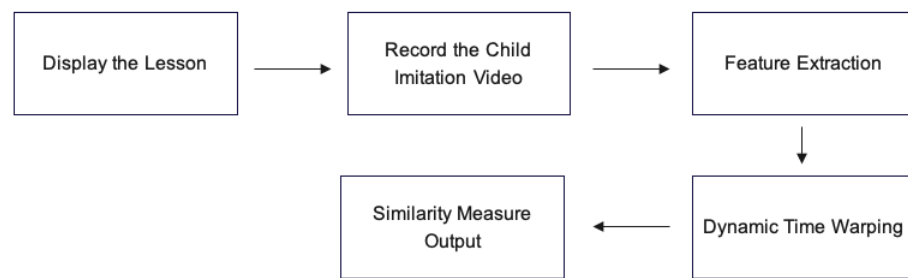 Display the Lesson
Record the Child
Imitation Video
Feature Extraction
Dynamic Time Warping
Similarity Measure
Output